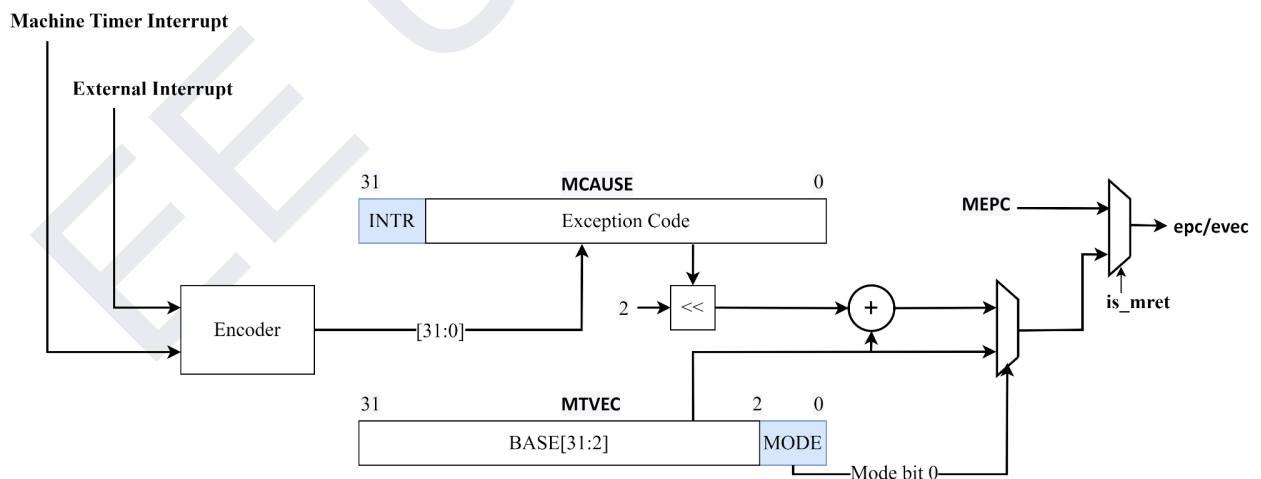 Machine Timer Interrupt
External Interrupt
31 MCAUSE 0
INTR Exception Code
MEPC
epc/evec
is_mret
2 << +
Encoder
[31:0]
31 MTVEC 2 0
BASE[31:2] MODE
Mode bit 0
EE